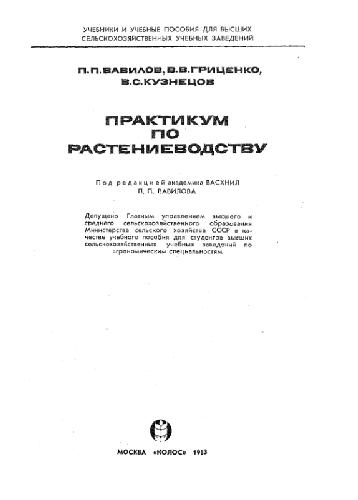 УЧЕБНИКИ И УЧЕБНЫЕ ПОСОБИЯ ДЛЯ ВЫСШИХ
СЕЛЬСКОХОЗЯЙСТВЕННЫХ УЧЕБНЫХ ЗАВЕДЕНИЙ
П.П.ВАВИЛОВ, В.В.ГРИЦЕНКО,
В.С.КУЗНЕЦОВ
ПРАКТИКУМ
ПО
РАСТЕНИЕВОДСТВУ
Под редакцией академика ВАСХНИЛ
П. П. ВАВИЛОВА
Допущено Главным управлением высшего и
среднего сельскохозяйственного образования
Министерства сельского хозяйства СССР в ка-
честве учебного пособия для студентов высших
сельскохозяйственных учебных заведений по
агрономическим специальностям.
МОСКВА «КОЛОС» 1983